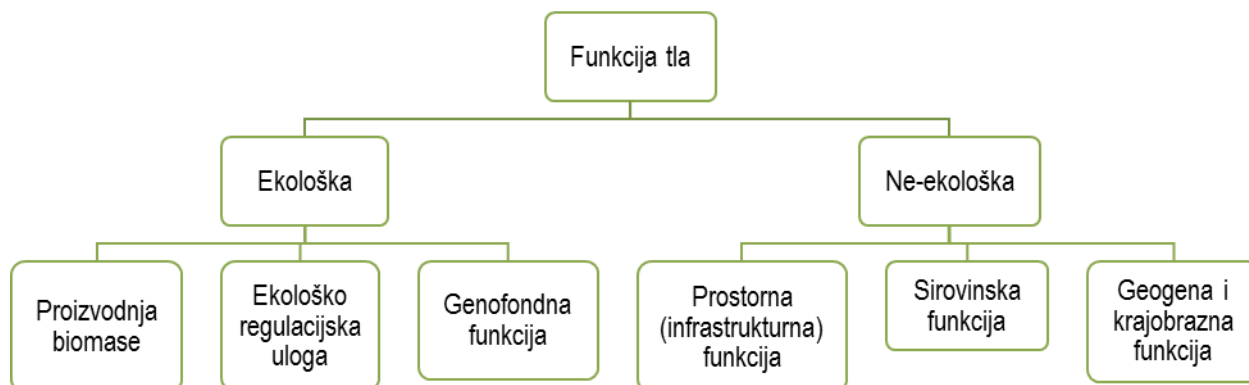 Funkcija tla
Ekološka
Ne-ekološka
Proizvodnja
biomase
Ekološko
regulacijska
uloga
Genofondna
funkcija
Prostorna
(infrastrukturna)
funkcija
Sirovinska
funkcija
Geogena i
krajobrazna
funkcija